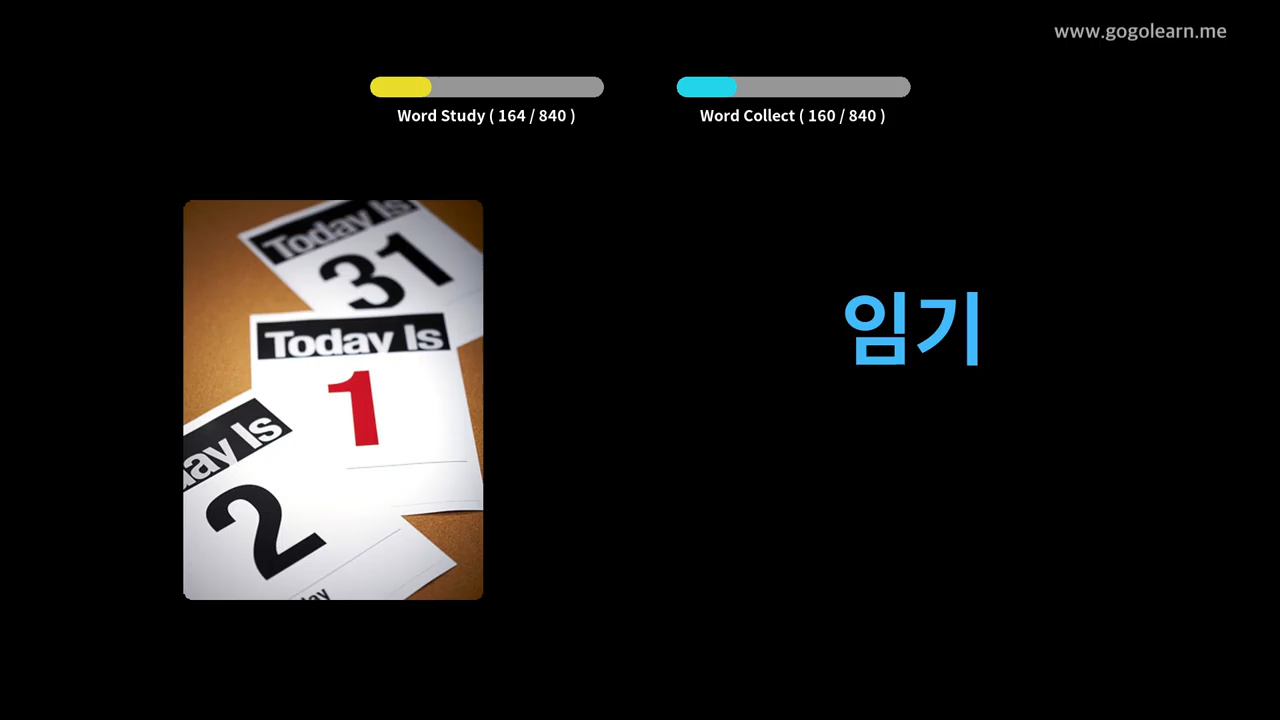 www.gogolearn.me
Word Study ( 164 / 840 )
Word Collect ( 160 / 840 )
Today Is
31
Today Is
1
ay Is
2
ay
임기